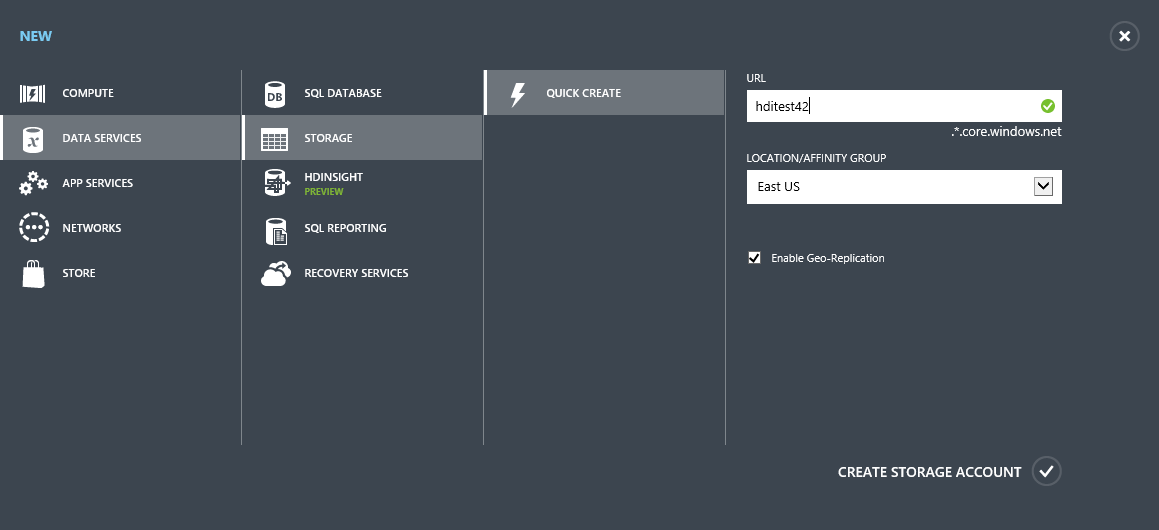 NEW
COMPUTE
DATA SERVICES
APP SERVICES
NETWORKS
STORE
DB
SQL DATABASE
STORAGE
HDINSIGHT
PREVIEW
SQL REPORTING
RECOVERY SERVICES
QUICK CREATE
URL
hditest42
.*.core.windows.net
LOCATION/AFFINITY GROUP
East US
Enable Geo-Replication
CREATE STORAGE ACCOUNT